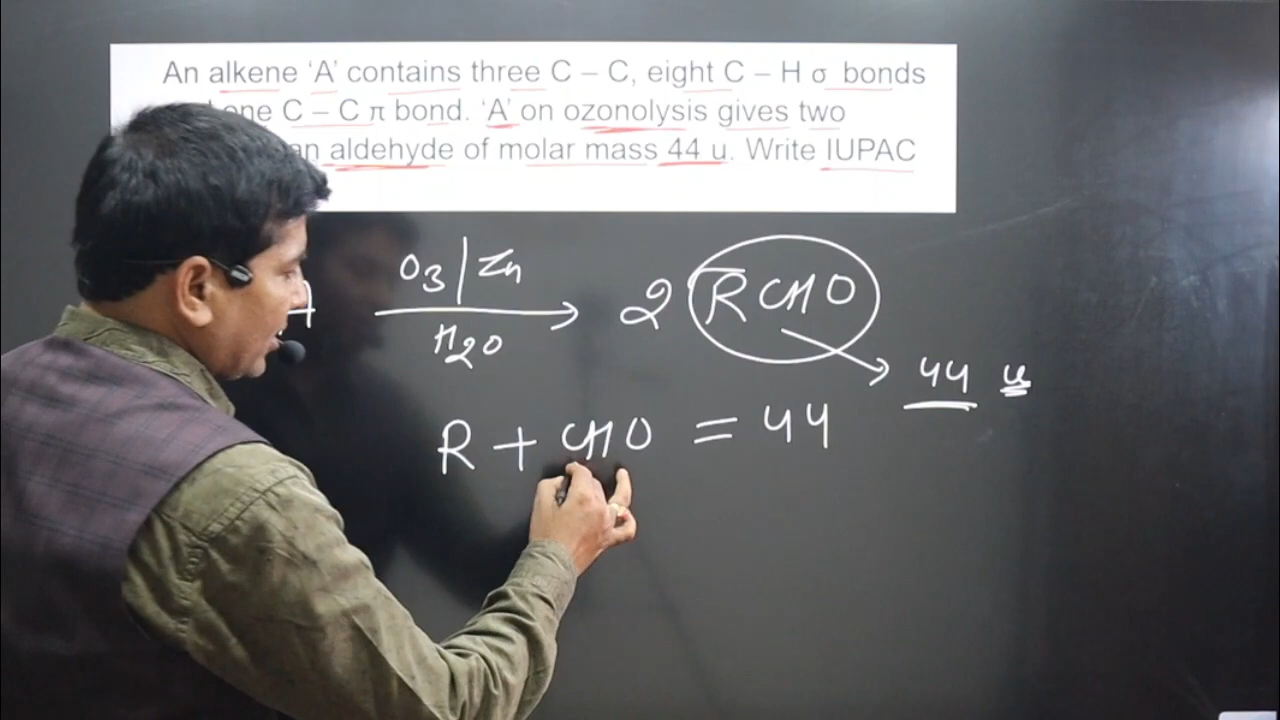 An alkene 'A' contains three C – C, eight C – H σ bonds
one C – C π bond. 'A' on ozonolysis gives two
an aldehyde of molar mass 44 u. Write IUPAC
O3 | Zn
H2O
2 RCHO
44 u
R + CHO = 44